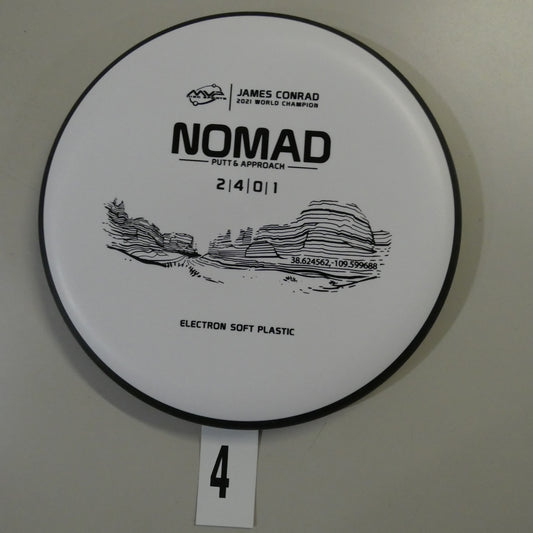 JAMES CONRAD
2021 WORLD CHAMPION
NOMAD
PUTT & APPROACH
2|4|0|1
38.624562,-109.599688
ELECTRON SOFT PLASTIC
4